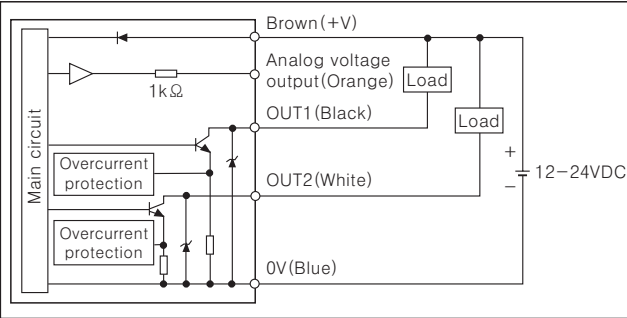 Brown(+V)
Analog voltage
output(Orange)
Load
1kΩ
OUT1(Black)
Load
Main circuit
Overcurrent
protection
+
12-24VDC
−
OUT2(White)
Overcurrent
protection
0V(Blue)